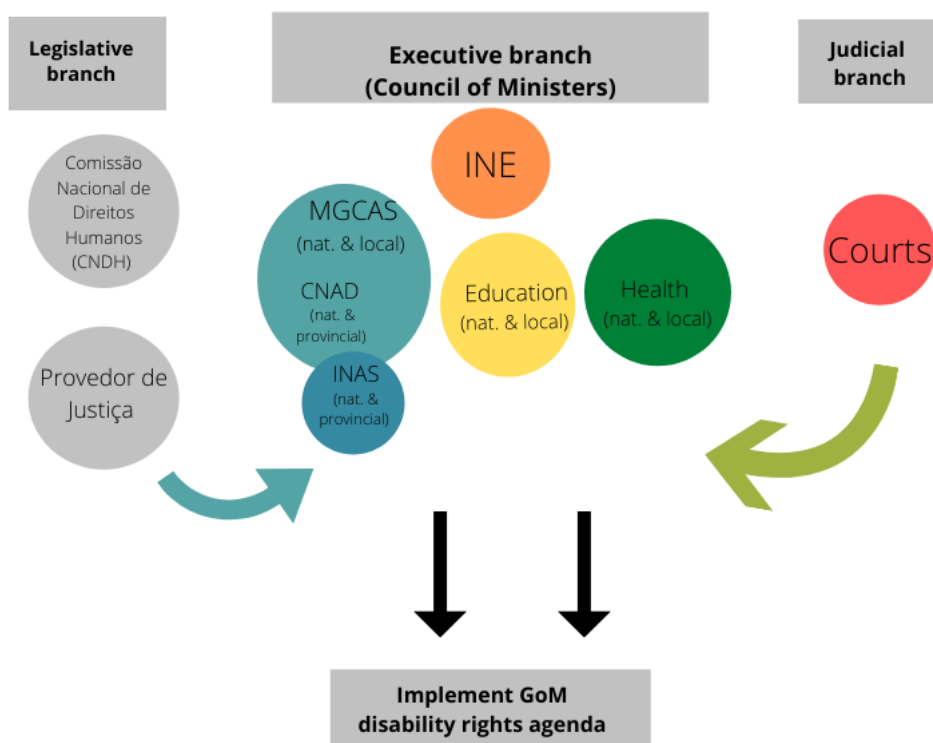 Legislative
branch
Executive branch
(Council of Ministers)
Judicial
branch
Comissão
Nacional de
Direitos
Humanos
(CNDH)
Provedor de
Justiça
INE
MGCAS
(nat. & local)
CNAD
(nat. &
provincial)
INAS
(nat. &
provincial)
Education
(nat. & local)
Health
(nat. & local)
Courts
Implement GoM
disability rights agenda